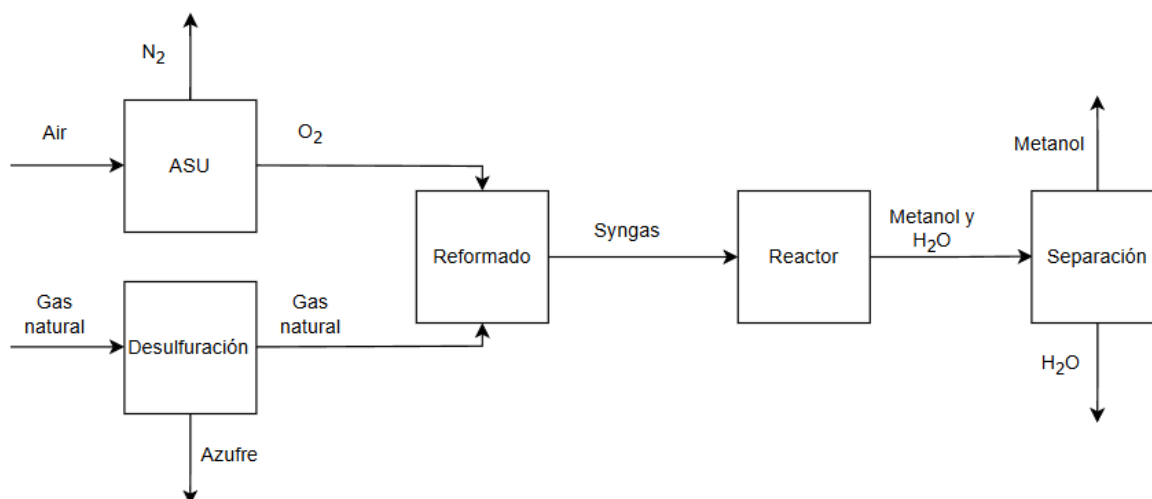 N2
Air
ASU
O2
Metanol
Reformado
Syngas
Reactor
Metanol y
H2O
Separación
Gas
natural
Desulfuración
Gas
natural
H2O
Azufre